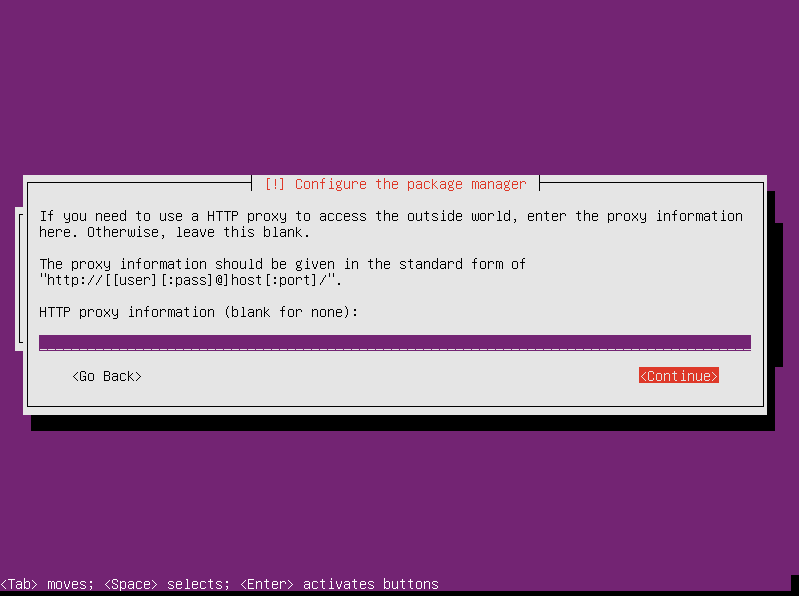 [!] Configure the package manager
If you need to use a HTTP proxy to access the outside world, enter the proxy information
here. Otherwise, leave this blank.
The proxy information should be given in the standard form of
"http://[[user][:pass]@]host[:port]/".
HTTP proxy information (blank for none):
<Go Back> <Continue>
<Tab> moves; <Space> selects; <Enter> activates buttons